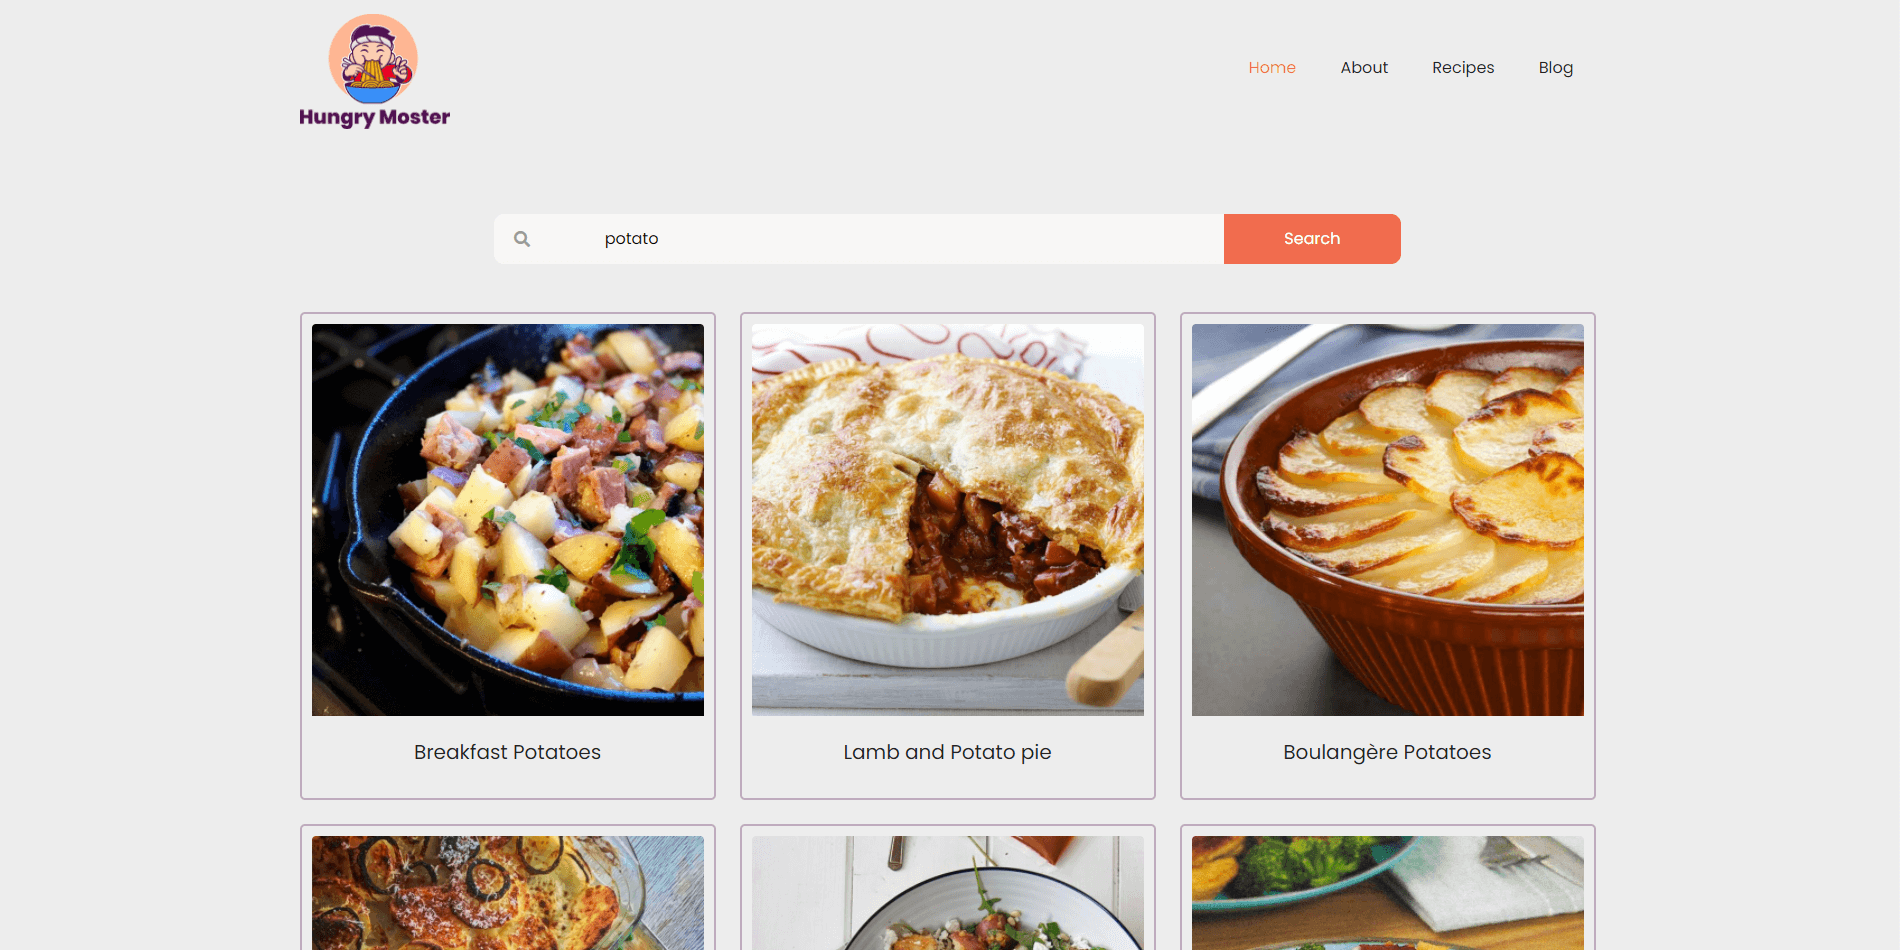 Hungry Moster
Home About Recipes Blog
potato
Search
Breakfast Potatoes
Lamb and Potato pie
Boulangère Potatoes